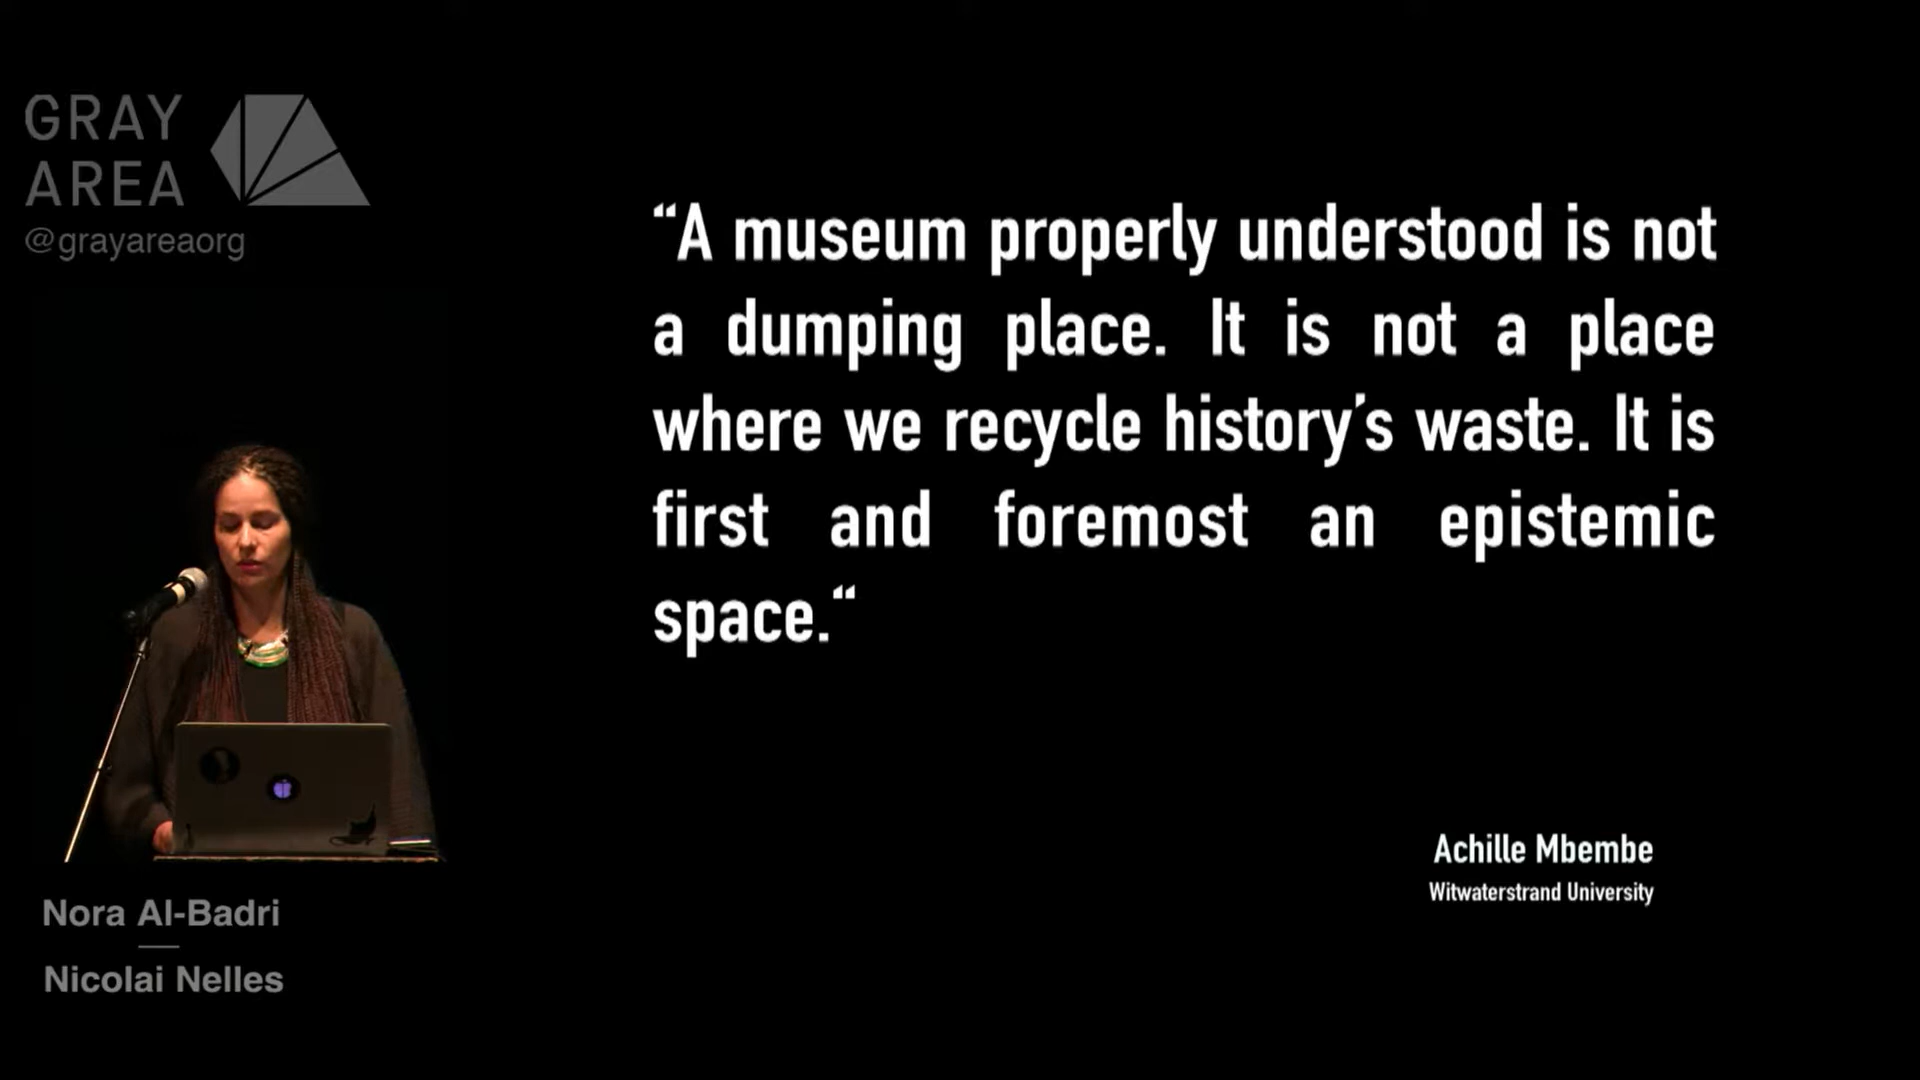 GRAY
AREA
@grayareaorg
“A museum properly understood is not
a dumping place. It is not a place
where we recycle history’s waste. It is
first and foremost an epistemic
space.“
Achille Mbembe
Witwaterstrand University
Nora Al-Badri
Nicolai Nelles